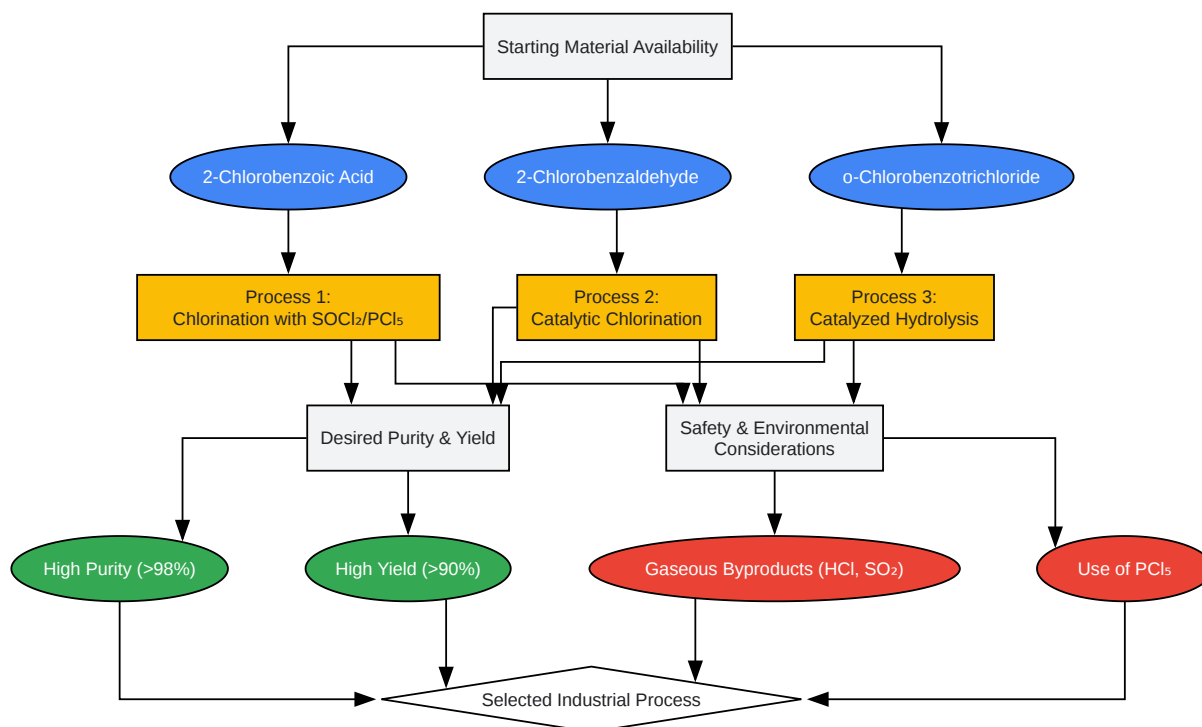 Starting Material Availability
2-Chlorobenzoic Acid
2-Chlorobenzaldehyde
o-Chlorobenzotrichloride
Process 1:
Chlorination with SOCl₂/PCl₅
Process 2:
Catalytic Chlorination
Process 3:
Catalyzed Hydrolysis
Desired Purity & Yield
Safety & Environmental
Considerations
High Purity (>98%)
High Yield (>90%)
Gaseous Byproducts (HCl, SO₂)
Use of PCl₅
Selected Industrial Process